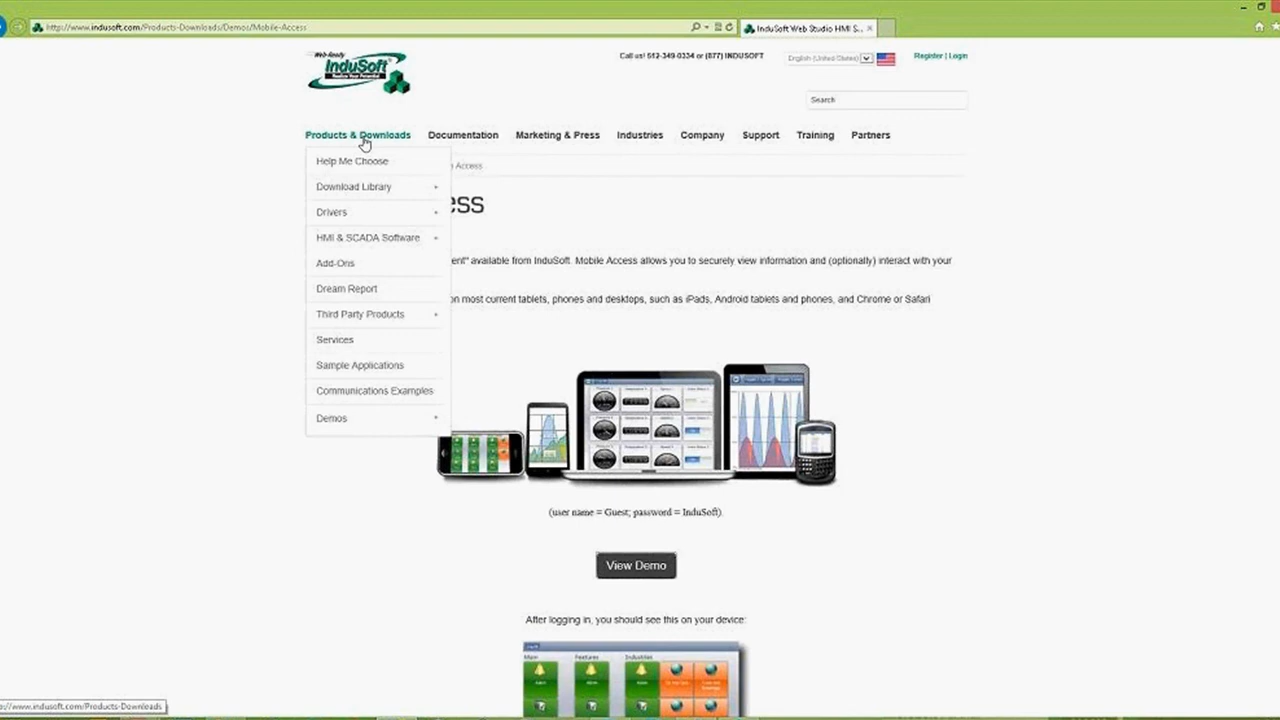 http://www.indusoft.com/Products-Downloads/Demos/Mobile-Access
InduSoft Web Studio HMI S...
Web-Ready
InduSoft
Call us! 512-349-0334 or (877) INDUSOFT
English (United States)
Register | Login
Search
Products & Downloads
Documentation
Marketing & Press
Industries
Company
Support
Training
Partners
Help Me Choose
Download Library
Drivers
HMI & SCADA Software
Add-Ons
Dream Report
Third Party Products
Services
Sample Applications
Communications Examples
Demos
e Access
ess
ent" available from InduSoft. Mobile Access allows you to securely view information and (optionally) interact with your
on most current tablets, phones and desktops, such as iPads, Android tablets and phones, and Chrome or Safari
(user name = Guest; password = InduSoft).
View Demo
After logging in, you should see this on your device:
Main
Features
Industries
://www.indusoft.com/Products-Downloads